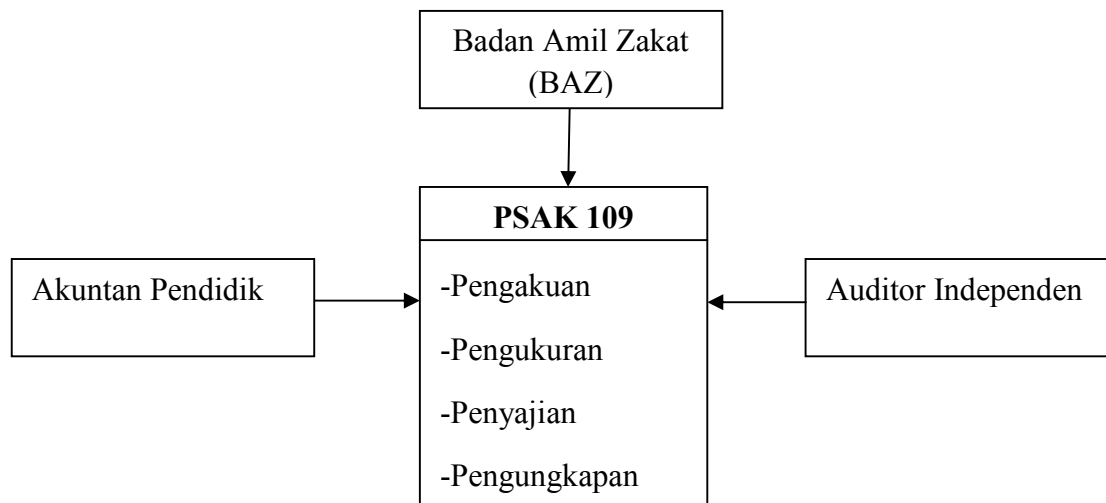 Badan Amil Zakat
(BAZ)
PSAK 109
Akuntan Pendidik
-Pengakuan
-Pengukuran
-Penyajian
-Pengungkapan
Auditor Independen